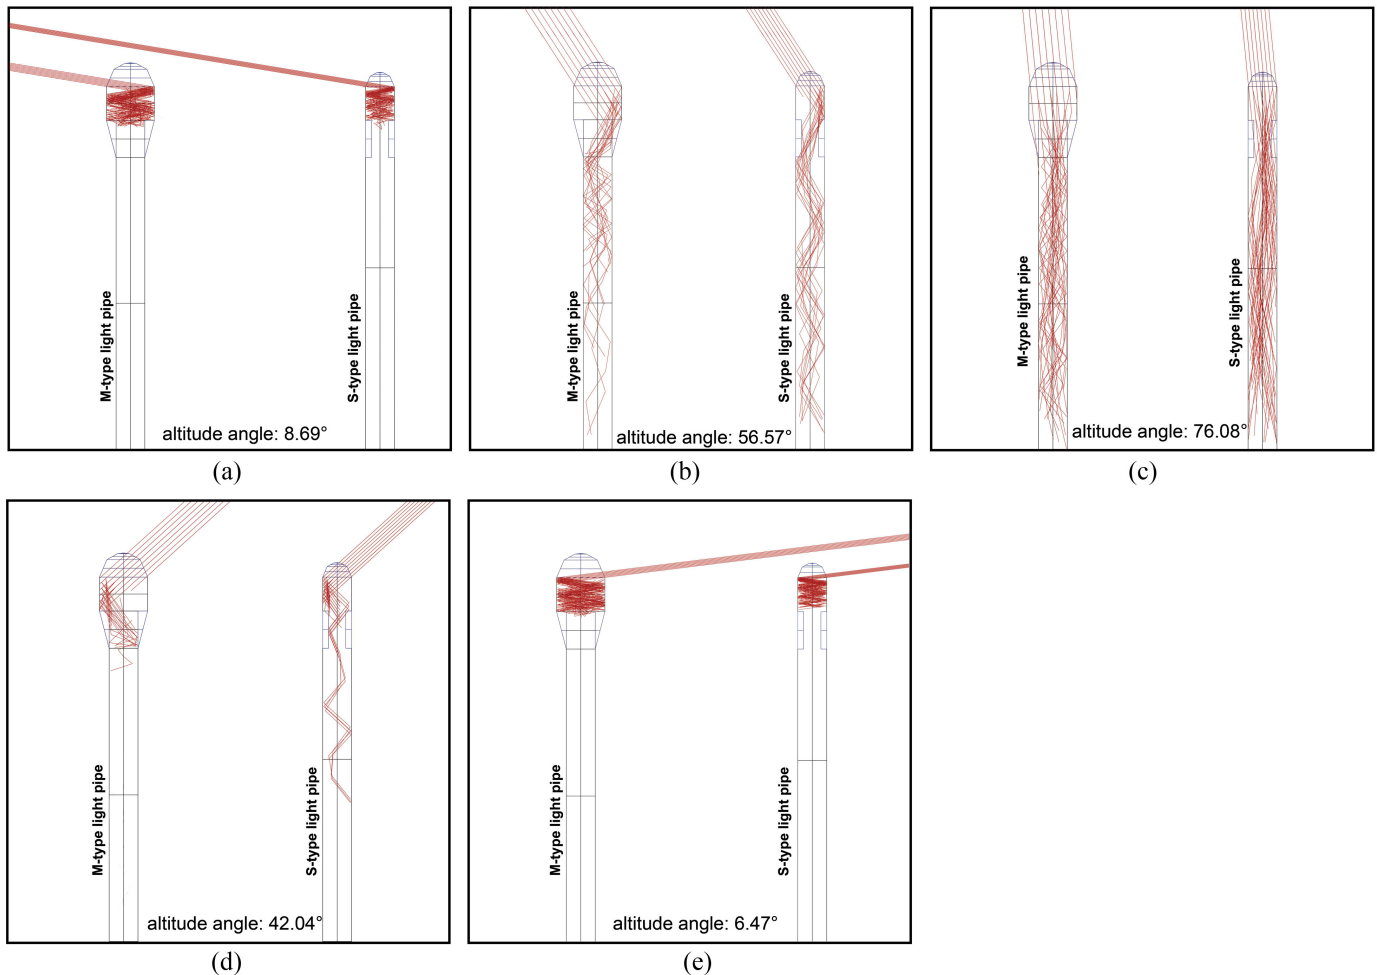 M-type light pipe
S-type light pipe
altitude angle: 8.69°
(a)
M-type light pipe
S-type light pipe
altitude angle: 56.57°
(b)
M-type light pipe
S-type light pipe
altitude angle: 76.08°
(c)
M-type light pipe
S-type light pipe
altitude angle: 42.04°
(d)
M-type light pipe
S-type light pipe
altitude angle: 6.47°
(e)